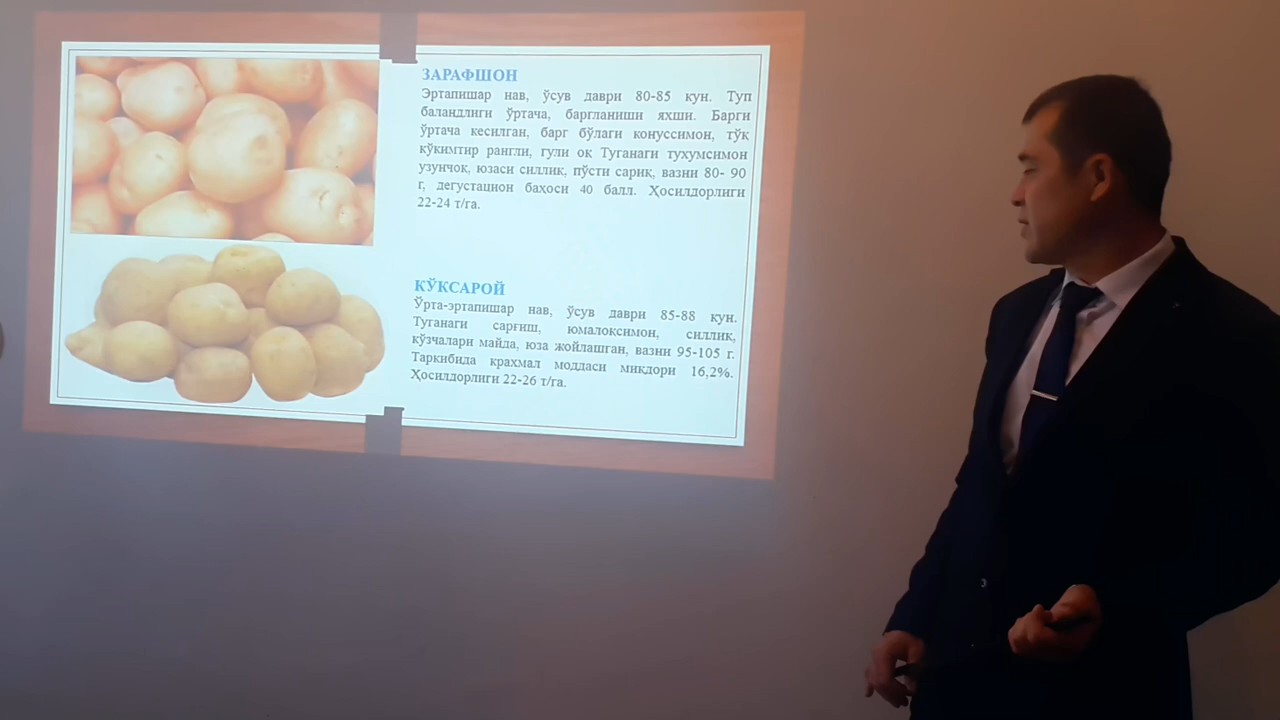 ЗАРАФШОН
Эртапишар нав, ўсув даври 80-85 кун. Туп
баландлиги ўртача, баргланиши яхши. Барги
ўртача кесилган, барг бўлаги конуссимон, тўқ
кўкимтир рангли, гули оқ Туганаги тухумсимон
узунчоқ, юзаси силлиқ, пўсти сариқ, вазни 80- 90
г, дегустацион баҳоси 40 балл. Ҳосилдорлиги
22-24 т/га.
КЎКСАРОЙ
Ўрта-эртапишар нав, ўсув даври 85-88 кун.
Туганаги сарғиш, юмалоқсимон, силлиқ,
кўзчалари майда, юза жойлашган, вазни 95-105 г.
Таркибида крахмал моддаси миқдори 16,2%.
Ҳосилдорлиги 22-26 т/га.